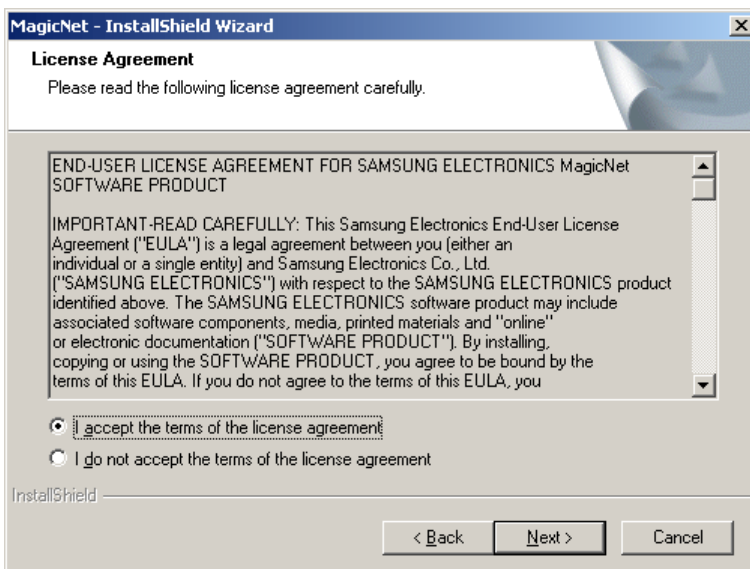 MagicNet - InstallShield Wizard
License Agreement
Please read the following license agreement carefully.
END-USER LICENSE AGREEMENT FOR SAMSUNG ELECTRONICS MagicNet
SOFTWARE PRODUCT
IMPORTANT-READ CAREFULLY: This Samsung Electronics End-User License
Agreement ("EULA") is a legal agreement between you (either an
individual or a single entity) and Samsung Electronics Co., Ltd.
("SAMSUNG ELECTRONICS") with respect to the SAMSUNG ELECTRONICS product
identified above. The SAMSUNG ELECTRONICS software product may include
associated software components, media, printed materials and "online"
or electronic documentation ("SOFTWARE PRODUCT"). By installing,
copying or using the SOFTWARE PRODUCT, you agree to be bound by the
terms of this EULA. If you do not agree to the terms of this EULA, you
I accept the terms of the license agreement
I do not accept the terms of the license agreement
InstallShield
< Back Next > Cancel